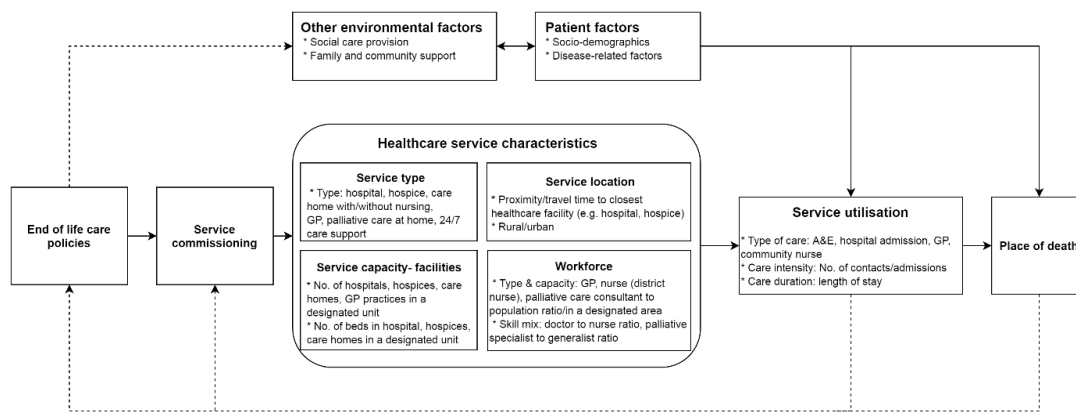 Other environmental factors
* Social care provision
* Family and community support
Patient factors
* Socio-demographics
* Disease-related factors
Healthcare service characteristics
Service type
* Type: hospital, hospice, care
home with/without nursing,
GP, palliative care at home, 24/7
care support
Service location
* Proximity/travel time to closest
healthcare facility (e.g. hospital, hospice)
* Rural/urban
Service capacity- facilities
* No. of hospitals, hospices, care
homes, GP practices in a
designated unit
* No. of beds in hospital, hospices,
care homes in a designated unit
Workforce
* Type & capacity: GP, nurse (district
nurse), palliative care consultant to
population ratio/in a designated area
* Skill mix: doctor to nurse ratio, palliative
specialist to generalist ratio
End of life care
policies
Service
commissioning
Service utilisation
* Type of care: A&E, hospital admission, GP,
community nurse
* Care intensity: No. of contacts/admissions
* Care duration: length of stay
Place of death